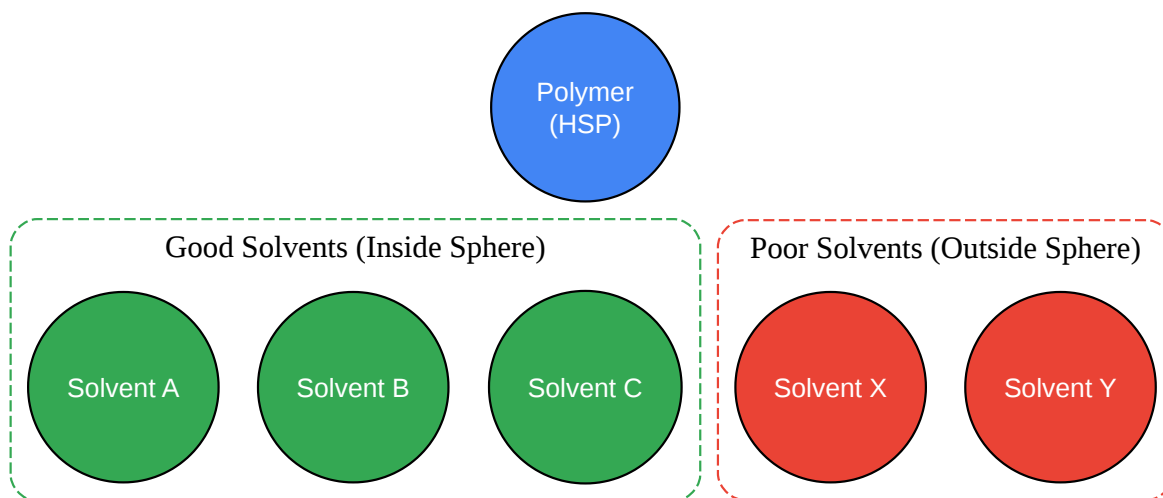 Polymer
(HSP)
Good Solvents (Inside Sphere)
Poor Solvents (Outside Sphere)
Solvent A
Solvent B
Solvent C
Solvent X
Solvent Y